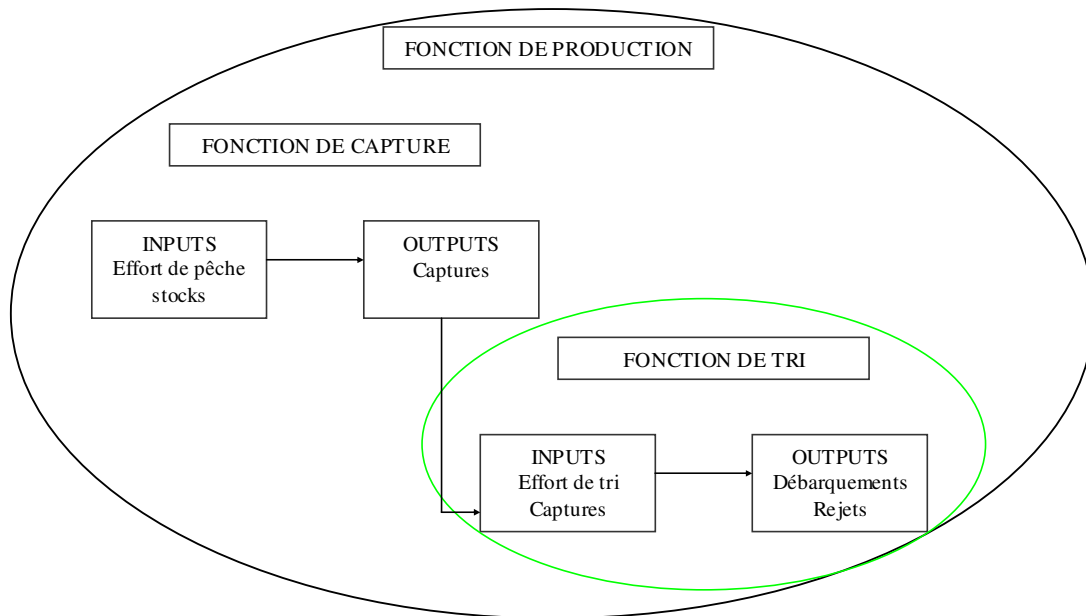 FONCTION DE PRODUCTION
FONCTION DE CAPTURE
INPUTS
Effort de pêche
stocks
OUTPUTS
Captures
FONCTION DE TRI
INPUTS
Effort de tri
Captures
OUTPUTS
Débarquements
Rejets